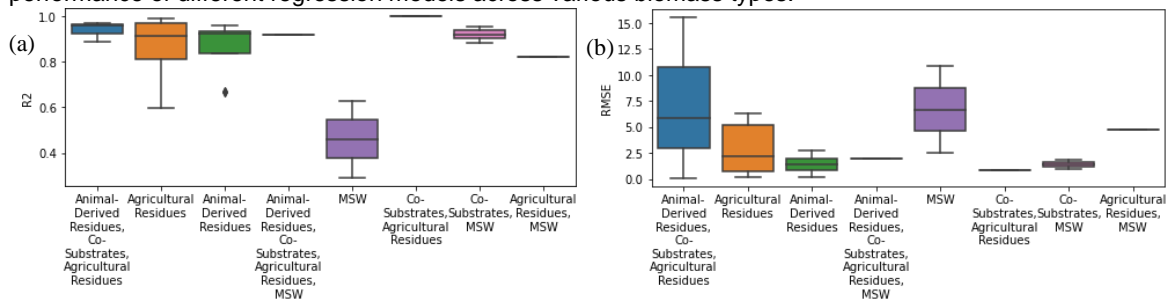 performance of different regression models across various biomass types.
(a)
R2
1.0
0.8
0.6
0.4
Animal-
Derived
Residues,
Co-
Substrates,
Agricultural
Residues
Agricultural
Residues
Animal-
Derived
Residues
Animal-
Derived
Residues,
Co-
Substrates,
Agricultural
Residues,
MSW
MSW
Co-
Substrates,
Agricultural
Residues
Co-
Substrates,
MSW
Agricultural
Residues,
MSW
(b)
RMSE
15.0
12.5
10.0
7.5
5.0
2.5
0.0
Animal-
Derived
Residues,
Co-
Substrates,
Agricultural
Residues
Agricultural
Residues
Animal-
Derived
Residues
Animal-
Derived
Residues,
Co-
Substrates,
Agricultural
Residues,
MSW
MSW
Co-
Substrates,
Agricultural
Residues
Co-
Substrates,
MSW
Agricultural
Residues,
MSW